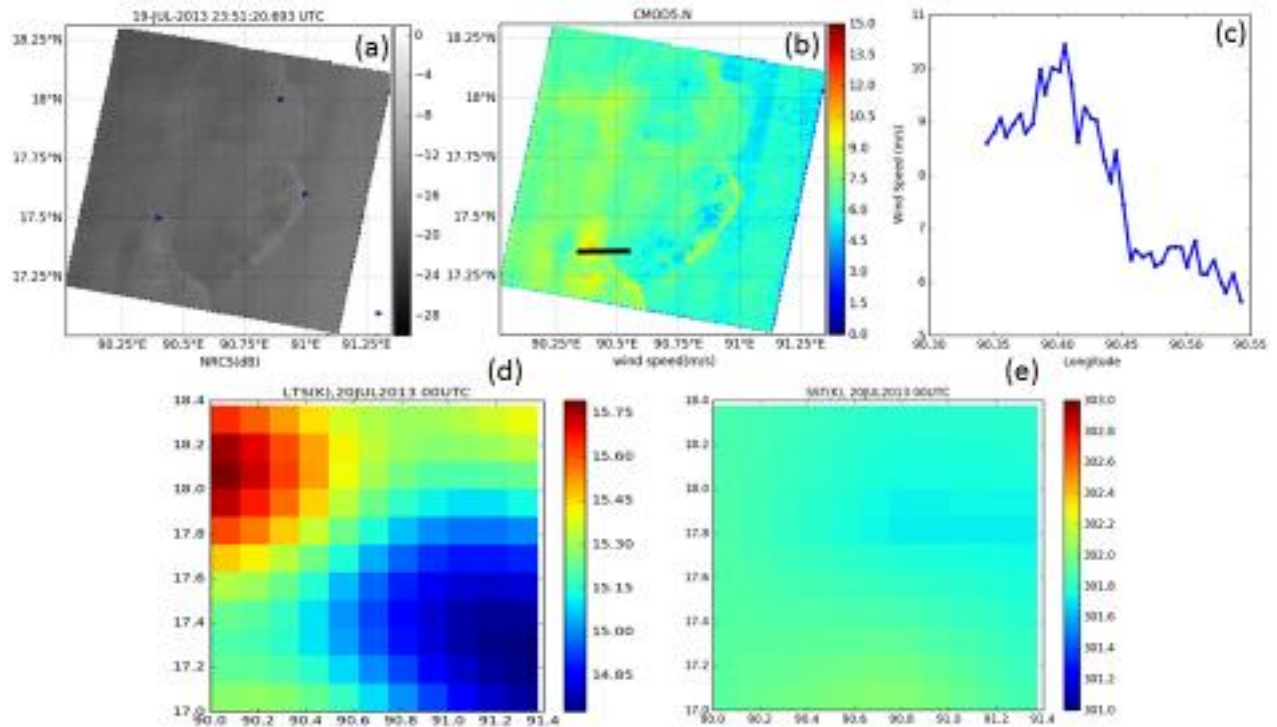 19-JUL-2013 23:51:20.693 UTC
(a)
18.25°N
18°N
17.75°N
17.5°N
17.25°N
90.25°E 90.5°E 90.75°E 91°E 91.25°E
NRCS(dB)
0
−4
−8
−12
−16
−20
−24
−28
CMOD5.N
(b)
18.25°N
18°N
17.75°N
17.5°N
17.25°N
90.25°E 90.5°E 90.75°E 91°E 91.25°E
wind speed(m/s)
15.0
13.5
12.0
10.5
9.0
7.5
6.0
4.5
3.0
1.5
0.0
(c)
Wind Speed (m/s)
11
10
9
8
7
6
5
90.30 90.35 90.40 90.45 90.50 90.55
Longitude
(d)
LTS(K),20JUL2013 00UTC
18.4
18.2
18.0
17.8
17.6
17.4
17.2
17.0
90.0 90.2 90.4 90.6 90.8 91.0 91.2 91.4
15.75
15.60
15.45
15.30
15.15
15.00
14.85
(e)
SST(K), 20JUL2013 00UTC
18.4
18.2
18.0
17.8
17.6
17.4
17.2
17.0
90.0 90.2 90.4 90.6 90.8 91.0 91.2 91.4
303.0
302.8
302.6
302.4
302.2
302.0
301.8
301.6
301.4
301.2
301.0